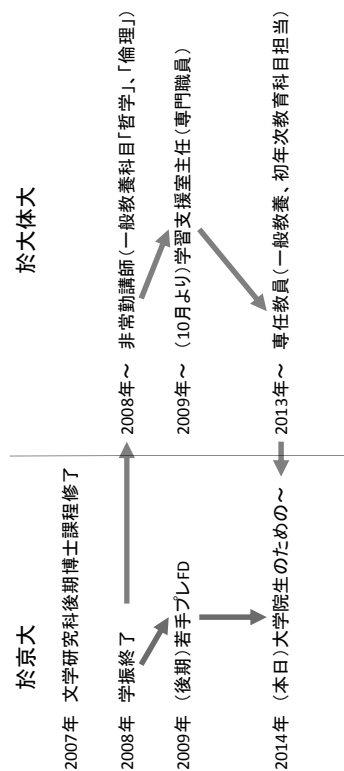 於京大
2007年 文学研究科後期博士課程修了
2008年 学振終了
2009年 (後期)若手プレFD
2014年 (本日)大学院生のための～
於大体大
2008年～ 非常勤講師(一般教養科目「哲学」、「倫理」)
2009年～ (10月より)学習支援室主任(専門職員)
2013年～ 専任教員(一般教養、初年次教育科目担当)